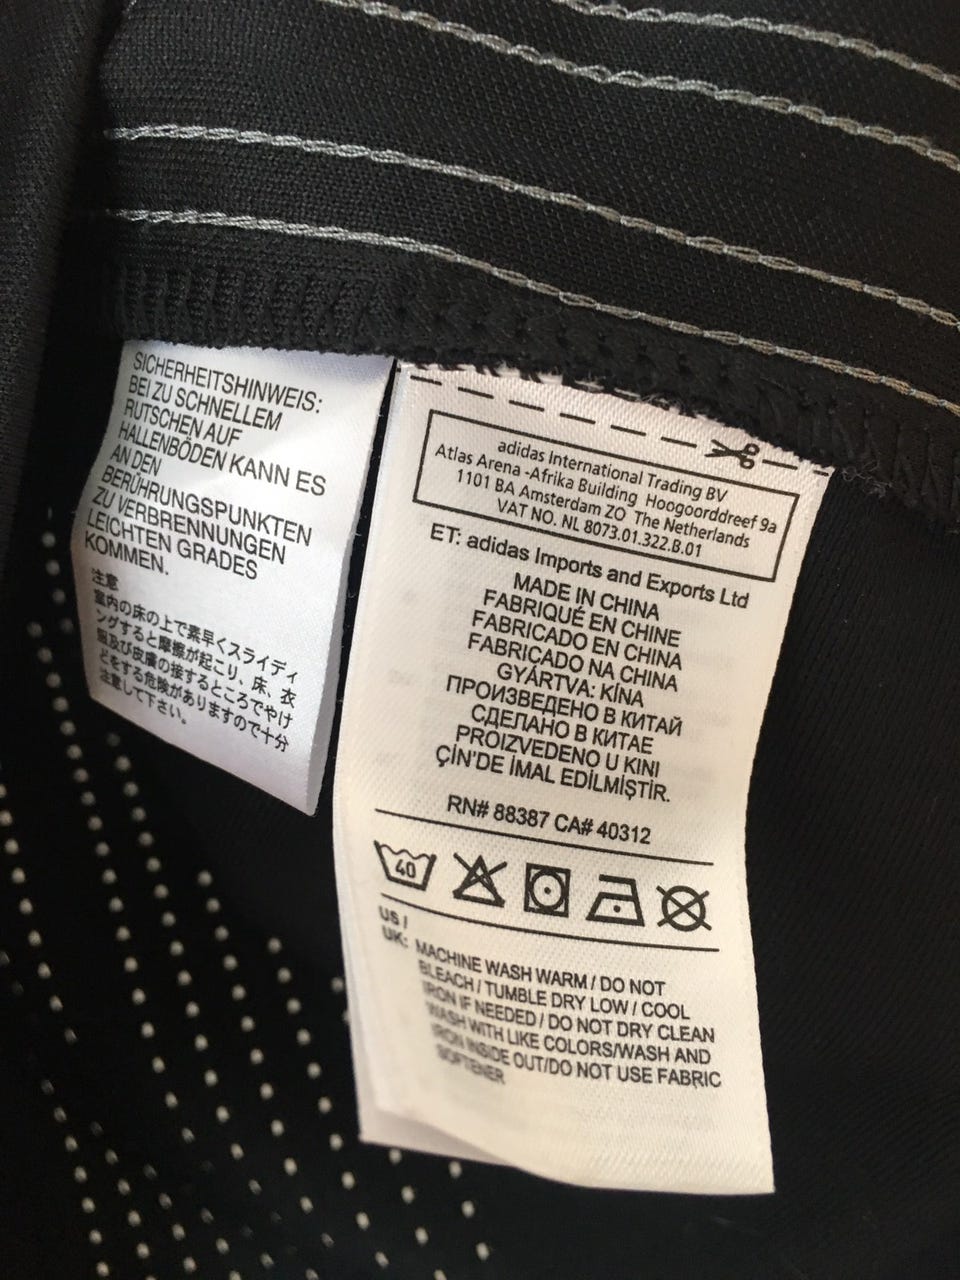 SICHERHEITSHINWEIS:
BEI ZU SCHNELLEM
RUTSCHEN AUF
HALLENBÖDEN KANN ES
AN DEN
BERÜHRUNGSPUNKTEN
ZU VERBRENNUNGEN
LEICHTEN GRADES
KOMMEN.
注意
室内の床の上で素早くスライディ
ングすると摩擦が起こり、床、衣
服及び皮膚の接するところでやけ
どをする危険がありますので十分
注意して下さい。
adidas International Trading BV
Atlas Arena -Afrika Building Hoogoorddreef 9a
1101 BA Amsterdam ZO The Netherlands
VAT NO. NL 8073.01.322.B.01
ET: adidas Imports and Exports Ltd
MADE IN CHINA
FABRIQUÉ EN CHINE
FABRICADO EN CHINA
FABRICADO NA CHINA
GYÁRTVA: KÍNA
ПРОИЗВЕДЕНО В КИТАЙ
СДЕЛАНО В КИТАЕ
PROIZVEDENO U KINI
ÇİN'DE İMAL EDİLMİŞTİR.
RN# 88387 CA# 40312
40
US /
UK: MACHINE WASH WARM / DO NOT
BLEACH / TUMBLE DRY LOW / COOL
IRON IF NEEDED / DO NOT DRY CLEAN
WASH WITH LIKE COLORS/WASH AND
IRON INSIDE OUT/DO NOT USE FABRIC
SOFTENER